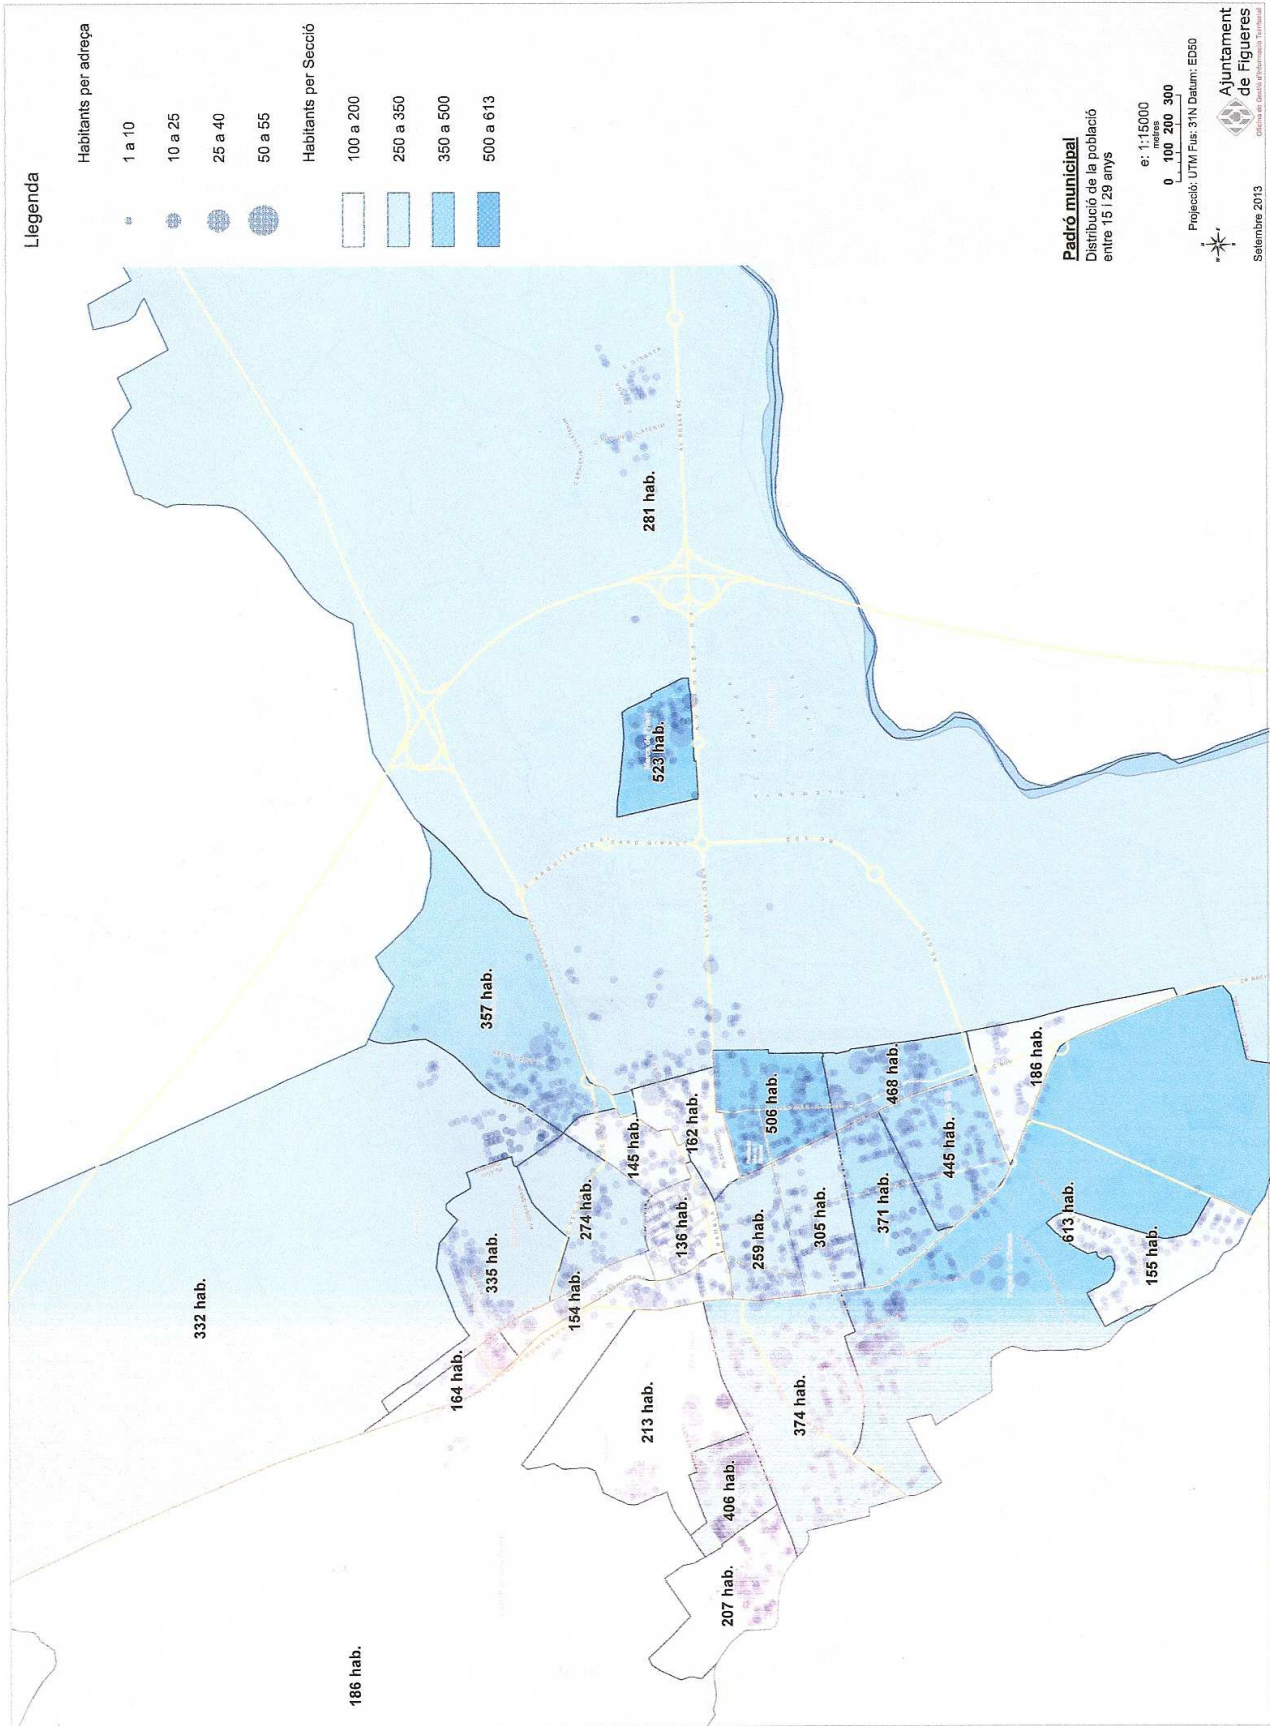 Llegenda
Habitants per adreça
1 a 10
10 a 25
25 a 40
50 a 55
Habitants per Secció
100 a 200
250 a 350
350 a 500
500 a 613
186 hab.
332 hab.
207 hab.
406 hab.
213 hab.
164 hab.
335 hab.
154 hab.
274 hab.
357 hab.
374 hab.
136 hab.
145 hab.
162 hab.
259 hab.
305 hab.
506 hab.
371 hab.
445 hab.
468 hab.
186 hab.
613 hab.
155 hab.
523 hab.
281 hab.
Padró municipal
Distribució de la població
entre 15 i 29 anys
e: 1:15000
metres
0 100 200 300
Projecció: UTM Fus: 31N Datum: ED50
Setembre 2013
Ajuntament
de Figueres
Oficina de Gestió d'Informació Territorial